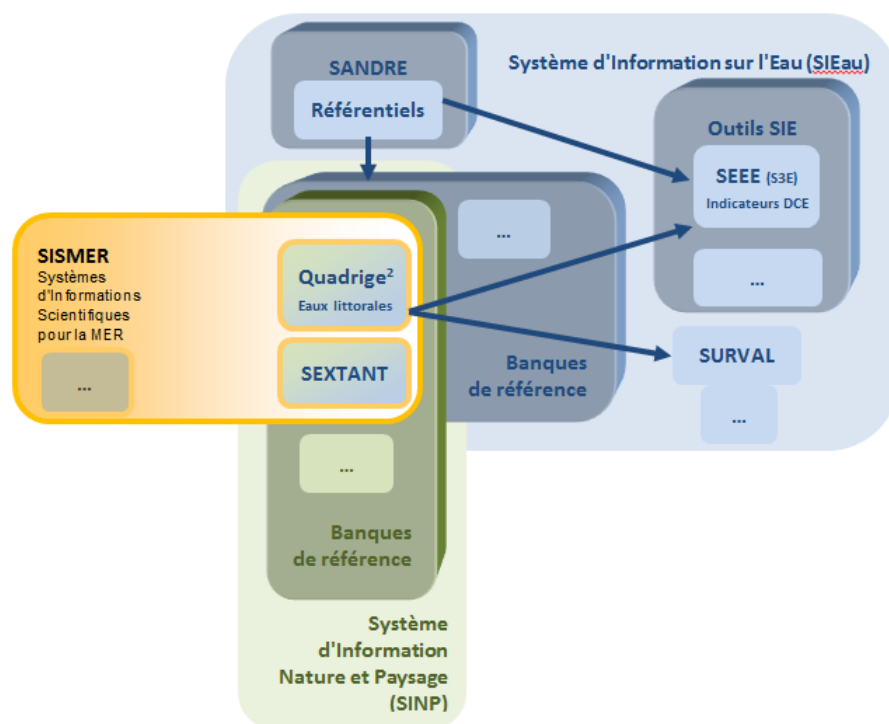 Système d'Information sur l'Eau (SIEau)
SANDRE
Référentiels
Outils SIE
SEEE (S3E)
Indicateurs DCE
...
...
SISMER
Systèmes
d'Informations
Scientifiques
pour la MER
...
Quadrige²
Eaux littorales
SEXTANT
Banques
de référence
SURVAL
...
...
Banques
de référence
Système
d'Information
Nature et Paysage
(SINP)